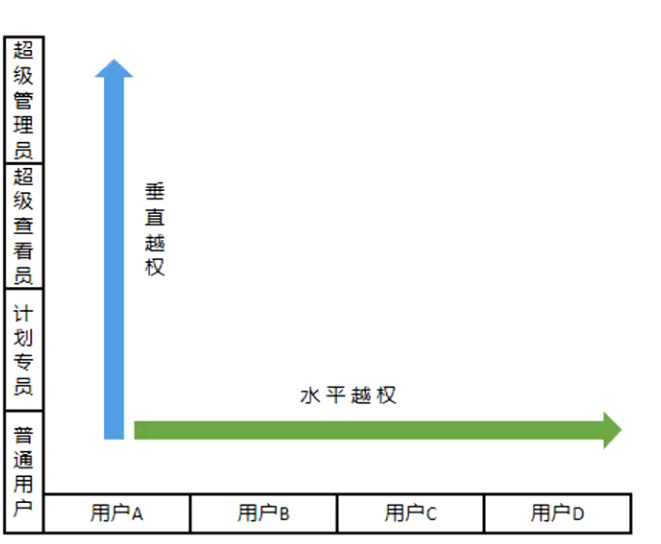 超级管理员
超级查看员
计划专员
普通用户
垂直越权
水平越权
用户A
用户B
用户C
用户D